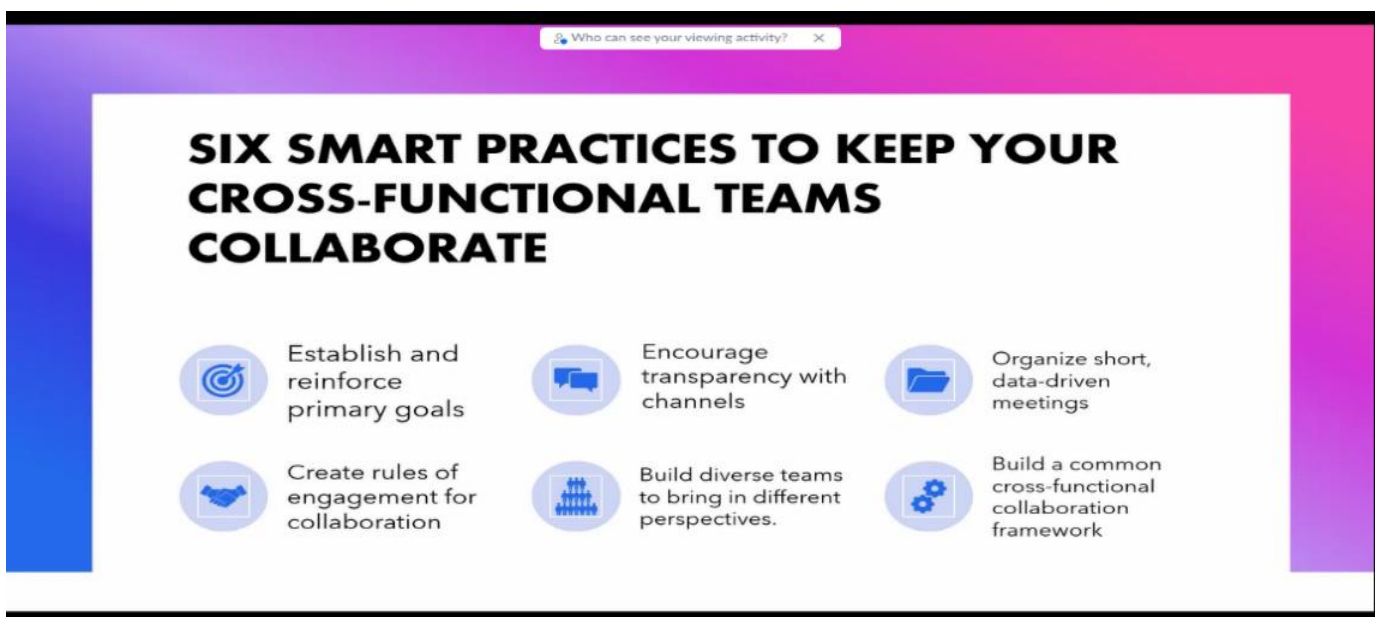 Who can see your viewing activity?
SIX SMART PRACTICES TO KEEP YOUR
CROSS-FUNCTIONAL TEAMS
COLLABORATE
Establish and
reinforce
primary goals
Encourage
transparency with
channels
Organize short,
data-driven
meetings
Create rules of
engagement for
collaboration
Build diverse teams
to bring in different
perspectives.
Build a common
cross-functional
collaboration
framework